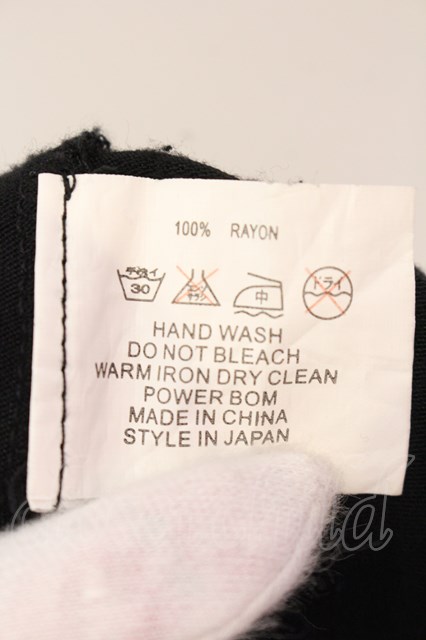 100% RAYON
30
中
ドライ
HAND WASH
DO NOT BLEACH
WARM IRON DRY CLEAN
POWER BOM
MADE IN CHINA
STYLE IN JAPAN